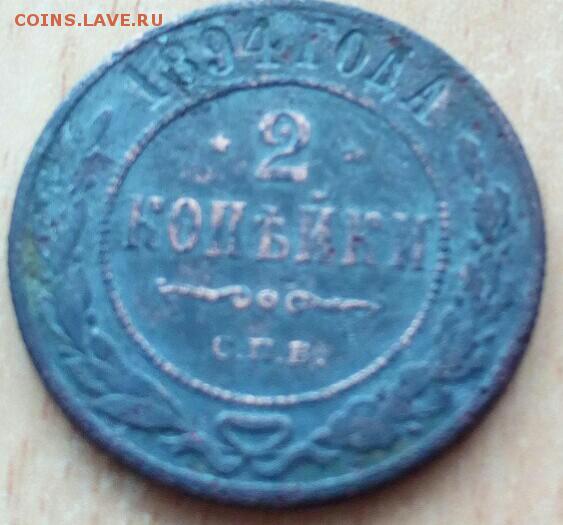 COINS.LAVE.RU
1894 ГОДА
2
КОПѢЙКИ
С.П.Б.